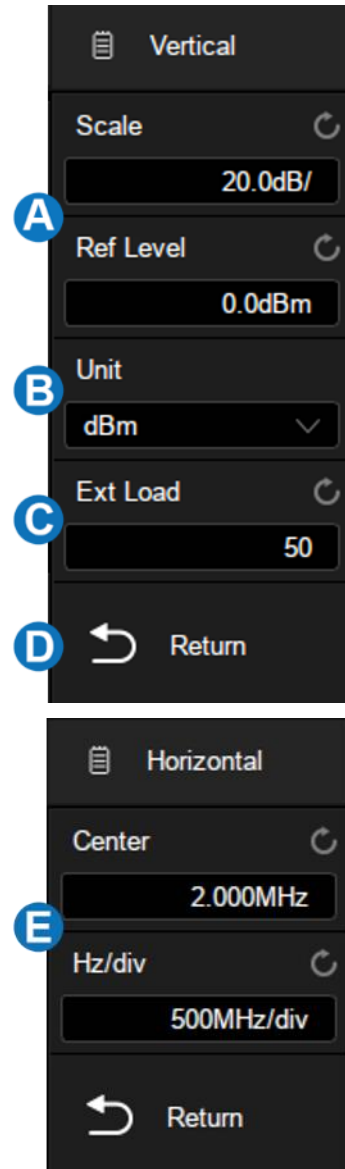 Vertical
Scale
20.0dB/
A
Ref Level
0.0dBm
Unit
B
dBm
Ext Load
C
50
D
Return
Horizontal
Center
2.000MHz
E
Hz/div
500MHz/div
Return